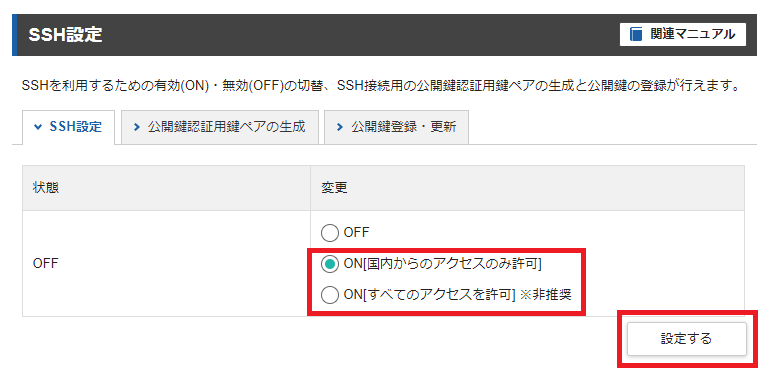 SSH設定
関連マニュアル
SSHを利用するための有効(ON)・無効(OFF)の切替、SSH接続用の公開鍵認証用鍵ペアの生成と公開鍵の登録が行えます。
SSH設定 公開鍵認証用鍵ペアの生成 公開鍵登録・更新
状態 変更
OFF
OFF
ON[国内からのアクセスのみ許可]
ON[すべてのアクセスを許可] ※非推奨
設定する